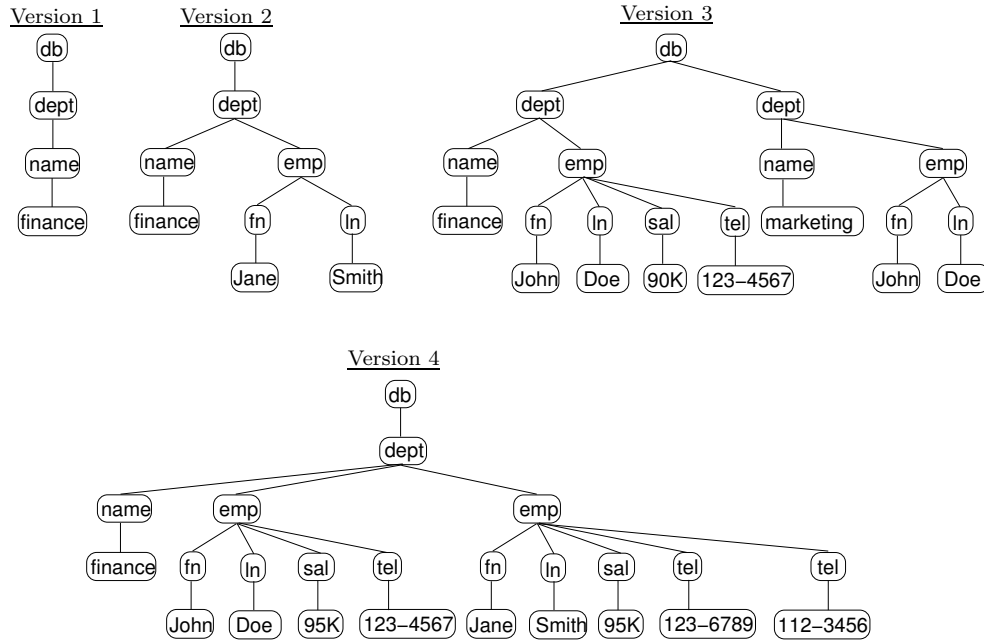 Version 1 Version 2 Version 3
db db db
dept dept dept dept
name name emp name emp name emp
finance finance fn ln finance fn ln sal tel marketing fn ln
Jane Smith John Doe 90K 123−4567 John Doe
Version 4
db
dept
name emp emp
finance fn ln sal tel fn ln sal tel tel
John Doe 95K 123−4567 Jane Smith 95K 123−6789 112−3456